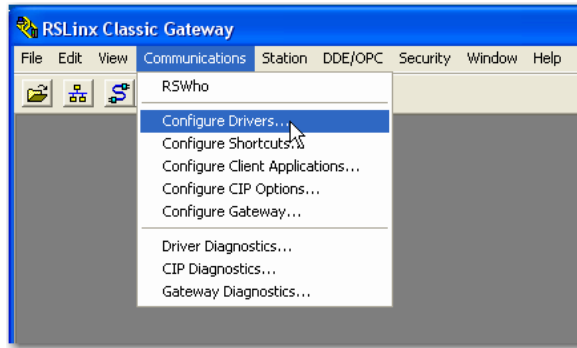 RSLinx Classic Gateway
File Edit View Communications Station DDE/OPC Security Window Help
RSWho
Configure Drivers...
Configure Shortcuts...
Configure Client Applications...
Configure CIP Options...
Configure Gateway...
Driver Diagnostics...
CIP Diagnostics...
Gateway Diagnostics...